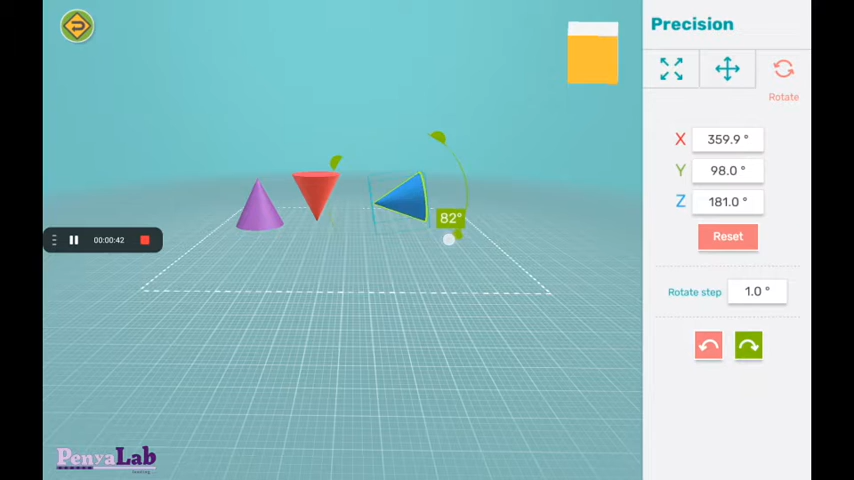 Precision
Rotate
X 359.9 °
Y 98.0 °
Z 181.0 °
Reset
Rotate step 1.0 °
82°
00:00:42
PenyaLab